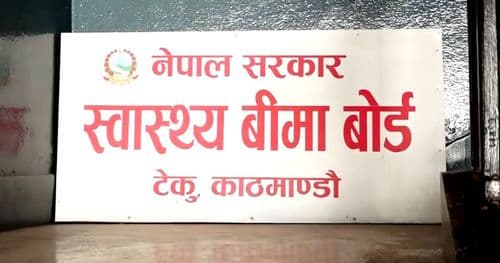 नेपाल सरकार
स्वास्थ्य बीमा बोर्ड
टेकु, काठमाण्डौ